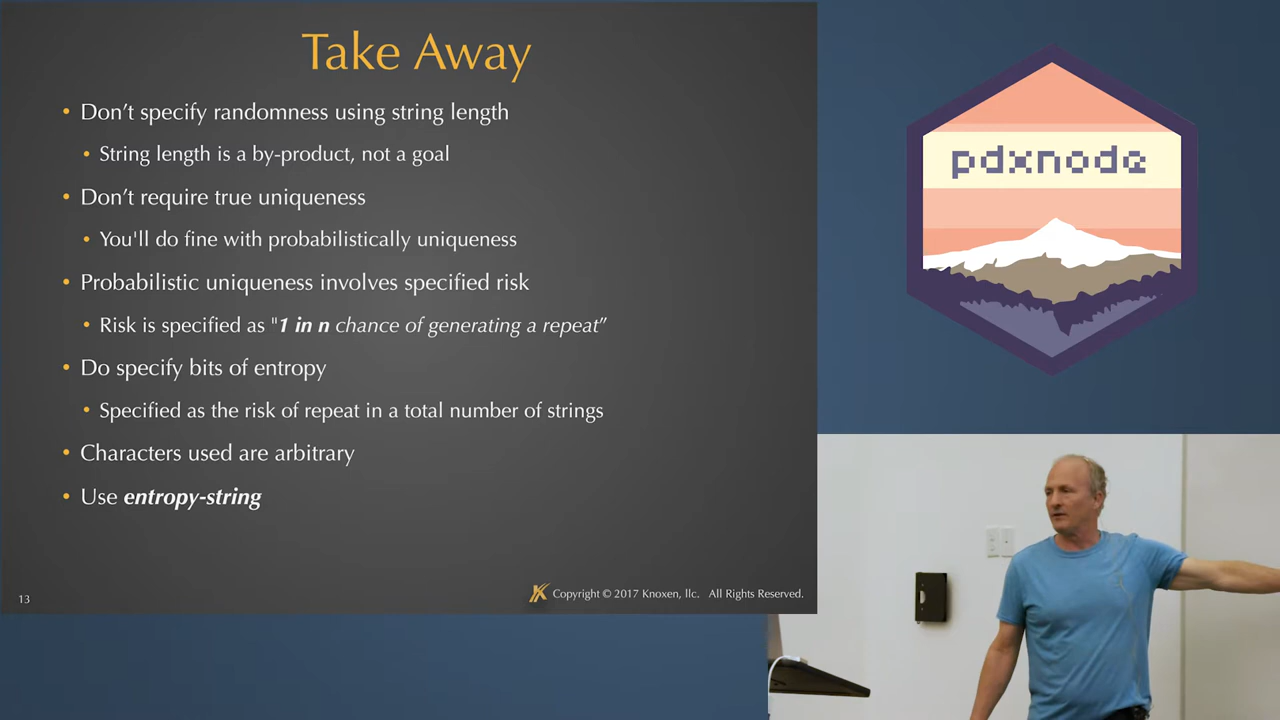 Take Away
• Don’t specify randomness using string length
• String length is a by-product, not a goal
• Don’t require true uniqueness
• You'll do fine with probabilistically uniqueness
• Probabilistic uniqueness involves specified risk
• Risk is specified as "1 in n chance of generating a repeat”
• Do specify bits of entropy
• Specified as the risk of repeat in a total number of strings
• Characters used are arbitrary
• Use entropy-string
13
Copyright © 2017 Knoxen, llc. All Rights Reserved.
pdxnode